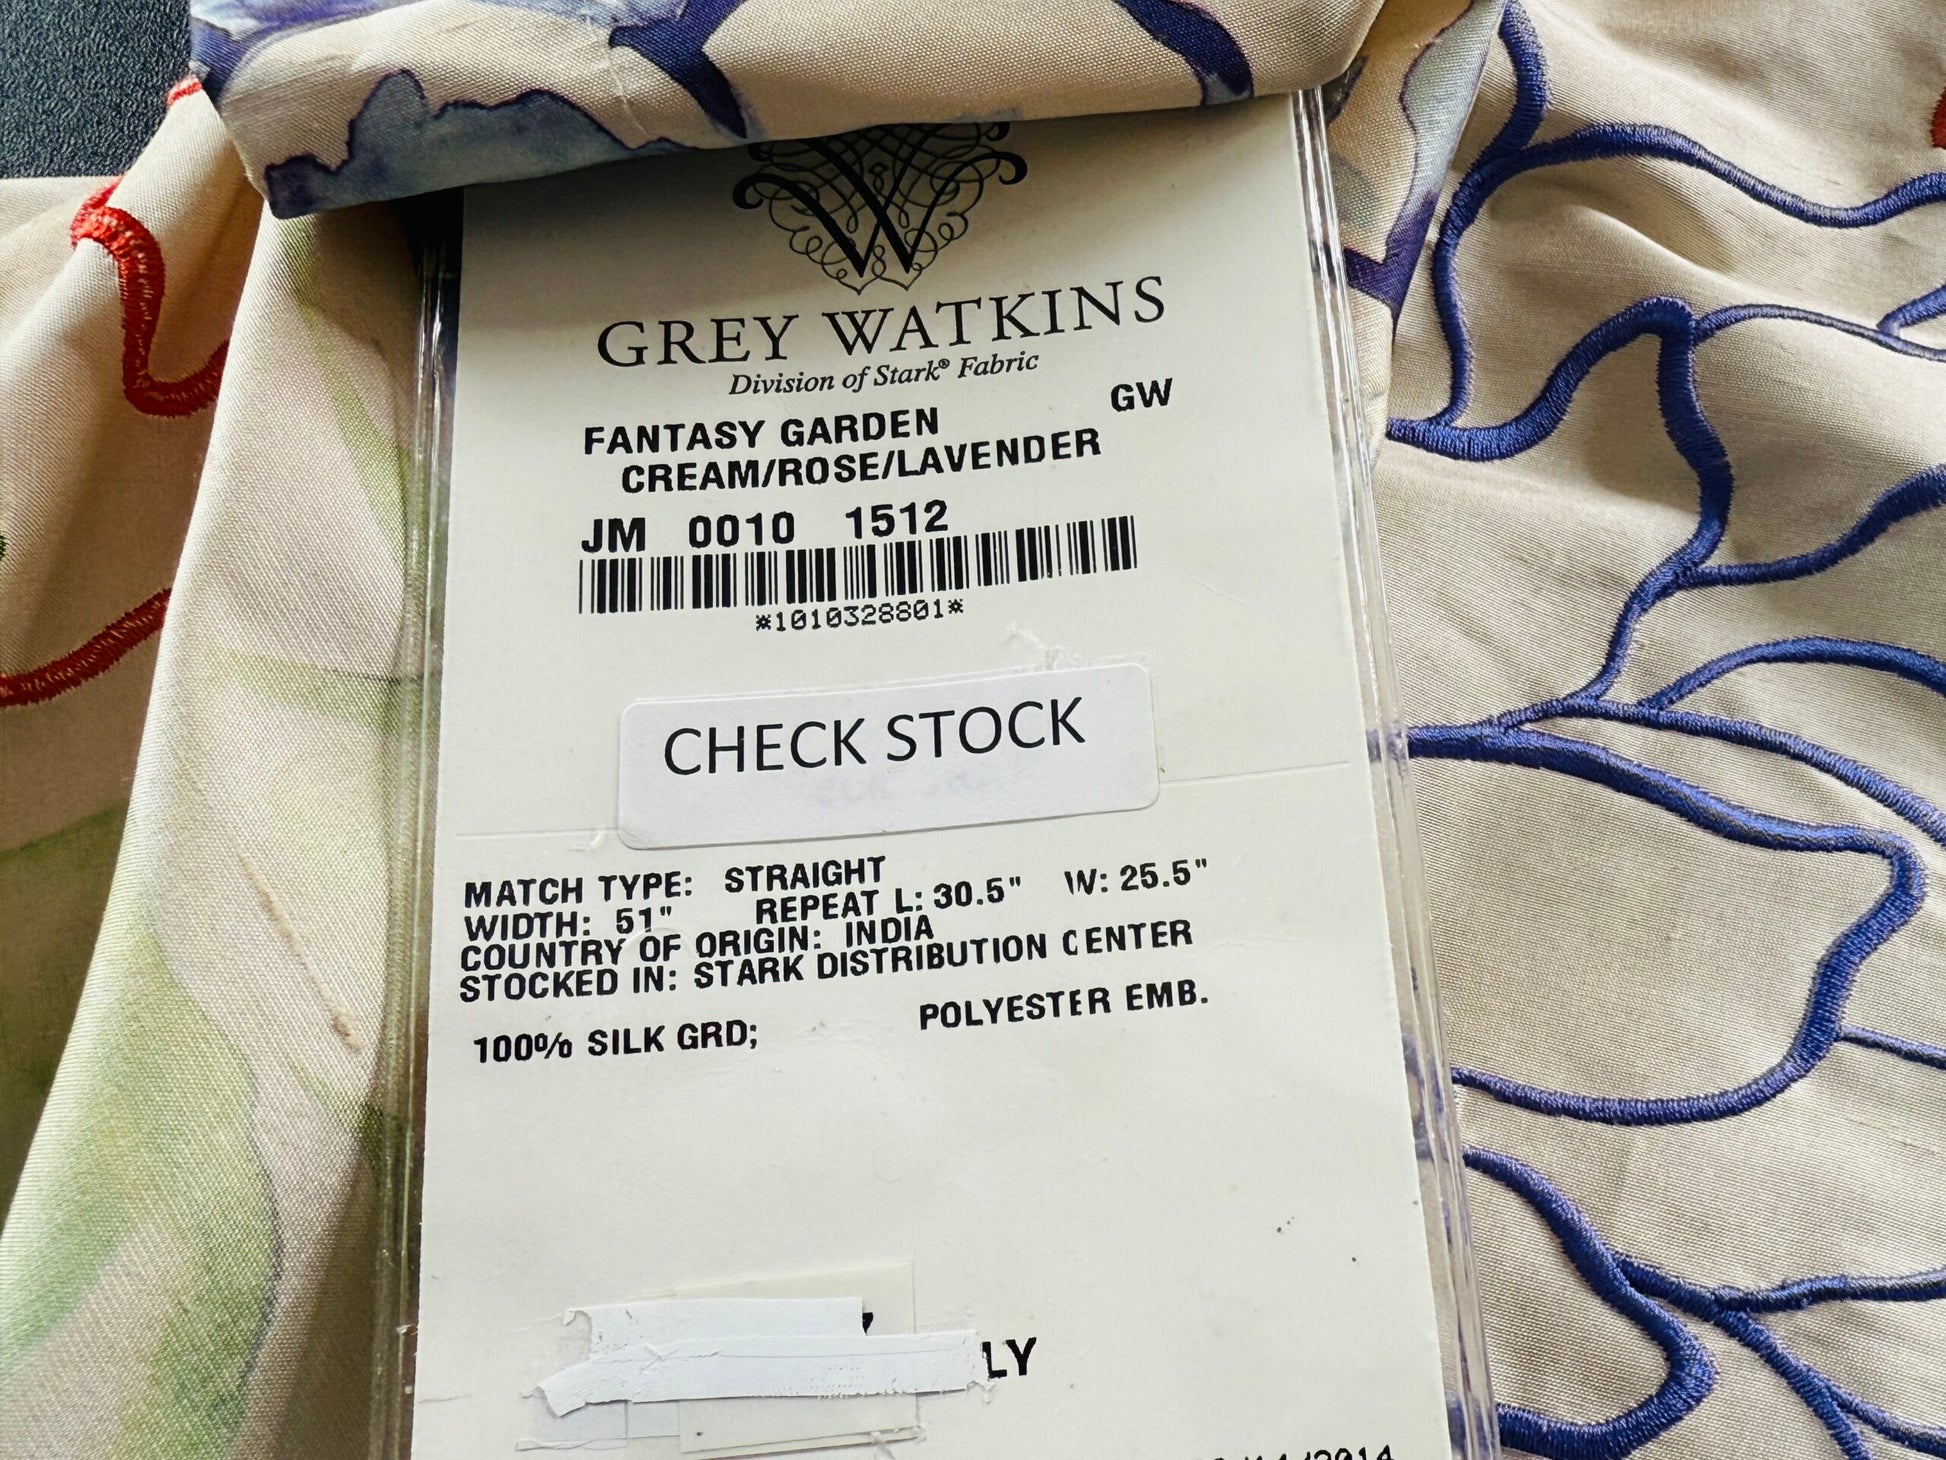 W
GREY WATKINS
Division of Stark® Fabric
GW
FANTASY GARDEN
CREAM/ROSE/LAVENDER
JM 0010 1512
*1010328801*
CHECK STOCK
MATCH TYPE: STRAIGHT
WIDTH: 51" REPEAT L: 30.5" W: 25.5"
COUNTRY OF ORIGIN: INDIA
STOCKED IN: STARK DISTRIBUTION CENTER
100% SILK GRD; POLYESTER EMB.
LY